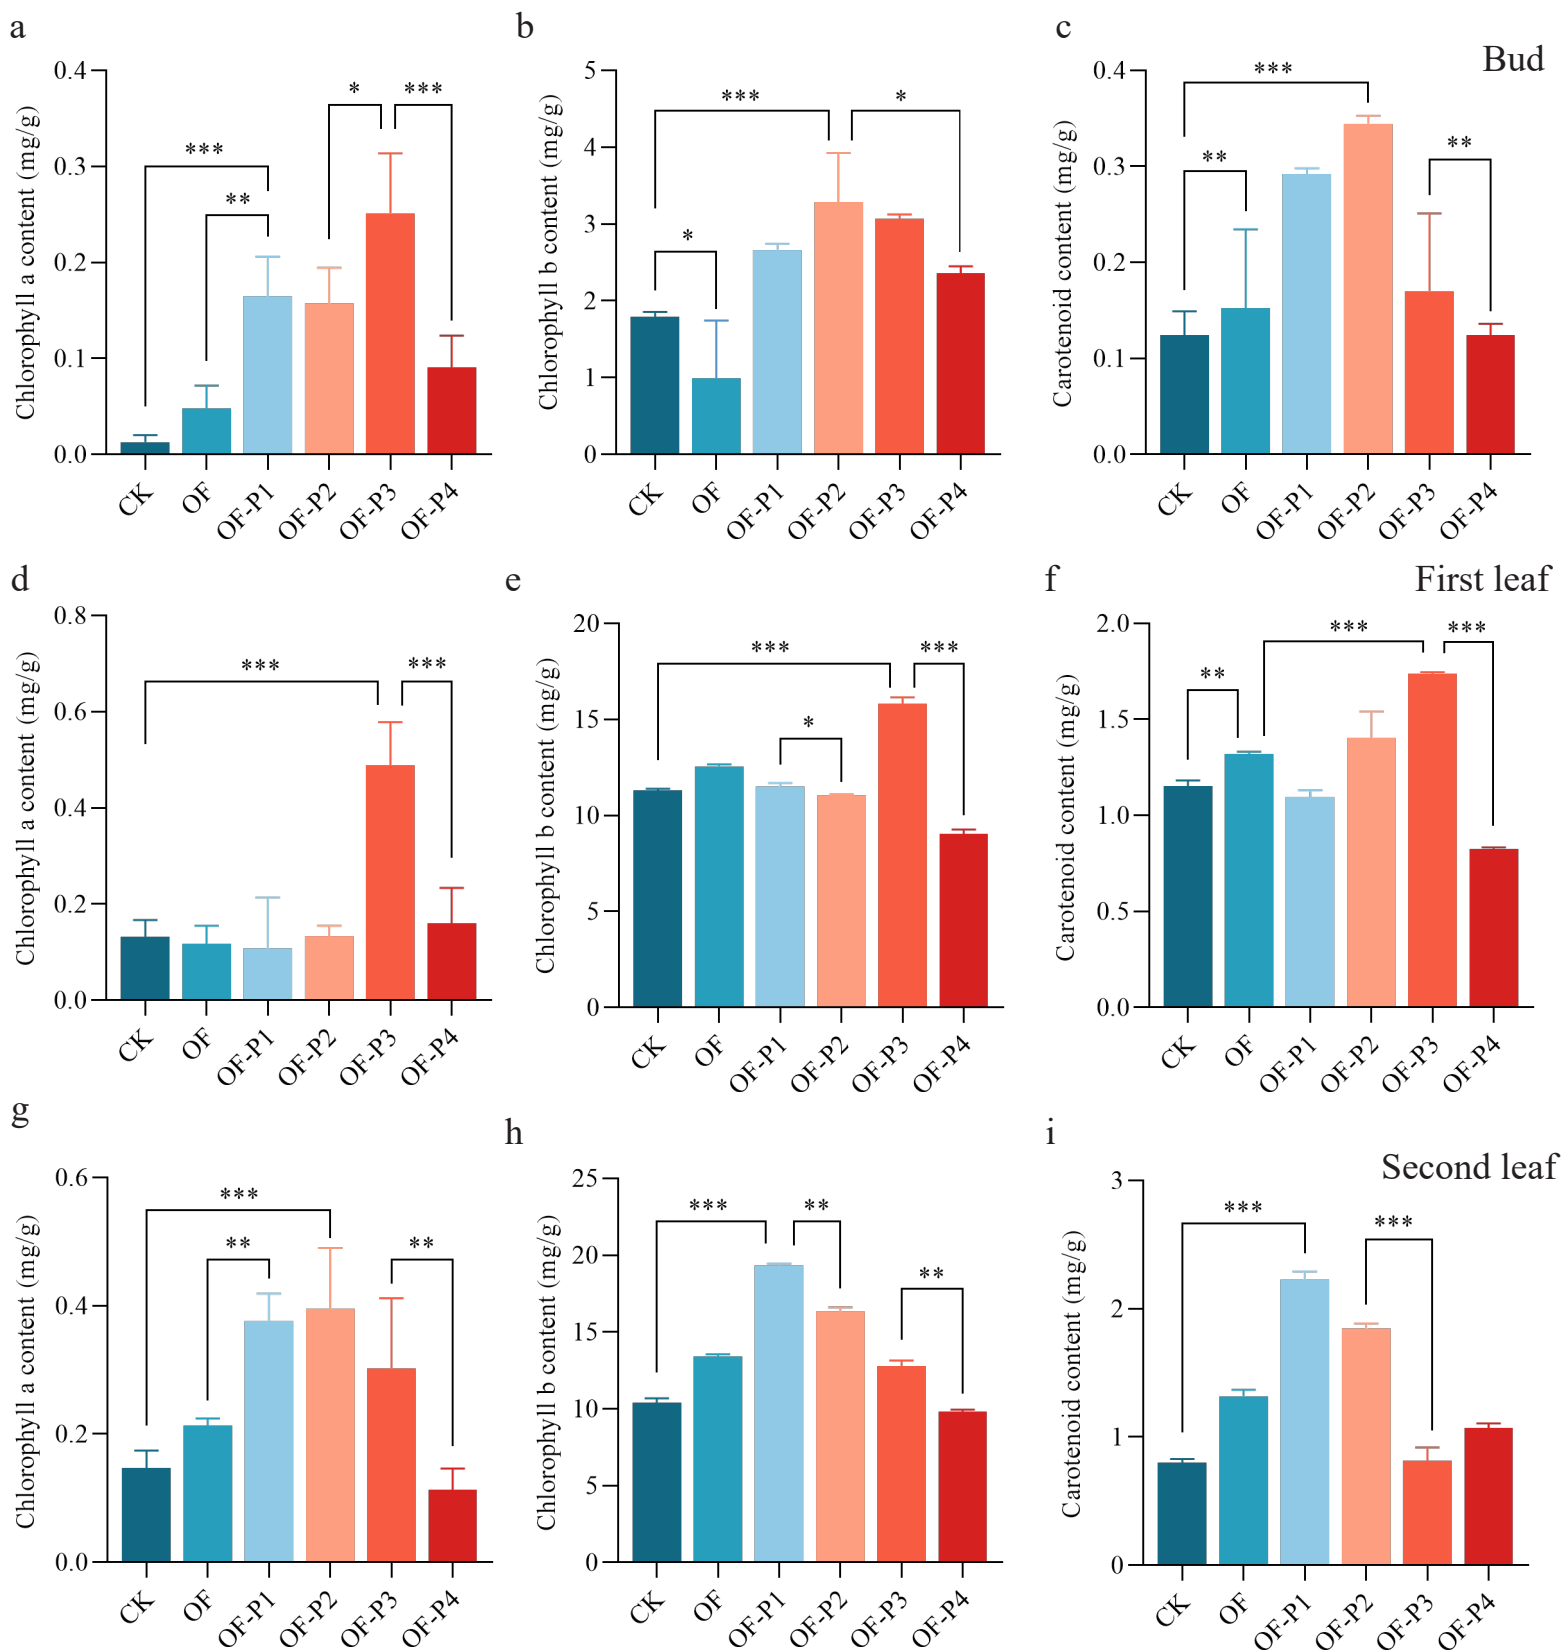 a
Chlorophyll a content (mg/g)
0.4
0.3
0.2
0.1
0.0
***
**
*
***
CK
OF
OF-P1
OF-P2
OF-P3
OF-P4
b
Chlorophyll b content (mg/g)
5
4
3
2
1
0
***
*
*
CK
OF
OF-P1
OF-P2
OF-P3
OF-P4
c
Bud
Carotenoid content (mg/g)
0.4
0.3
0.2
0.1
0.0
***
**
**
CK
OF
OF-P1
OF-P2
OF-P3
OF-P4
d
Chlorophyll a content (mg/g)
0.8
0.6
0.4
0.2
0.0
***
***
CK
OF
OF-P1
OF-P2
OF-P3
OF-P4
e
Chlorophyll b content (mg/g)
20
15
10
5
0
***
***
*
CK
OF
OF-P1
OF-P2
OF-P3
OF-P4
f
First leaf
Carotenoid content (mg/g)
2.0
1.5
1.0
0.5
0.0
**
***
***
CK
OF
OF-P1
OF-P2
OF-P3
OF-P4
g
Chlorophyll a content (mg/g)
0.6
0.4
0.2
0.0
***
**
**
CK
OF
OF-P1
OF-P2
OF-P3
OF-P4
h
Chlorophyll b content (mg/g)
25
20
15
10
5
0
***
**
**
CK
OF
OF-P1
OF-P2
OF-P3
OF-P4
i
Second leaf
Carotenoid content (mg/g)
3
2
1
0
***
***
CK
OF
OF-P1
OF-P2
OF-P3
OF-P4